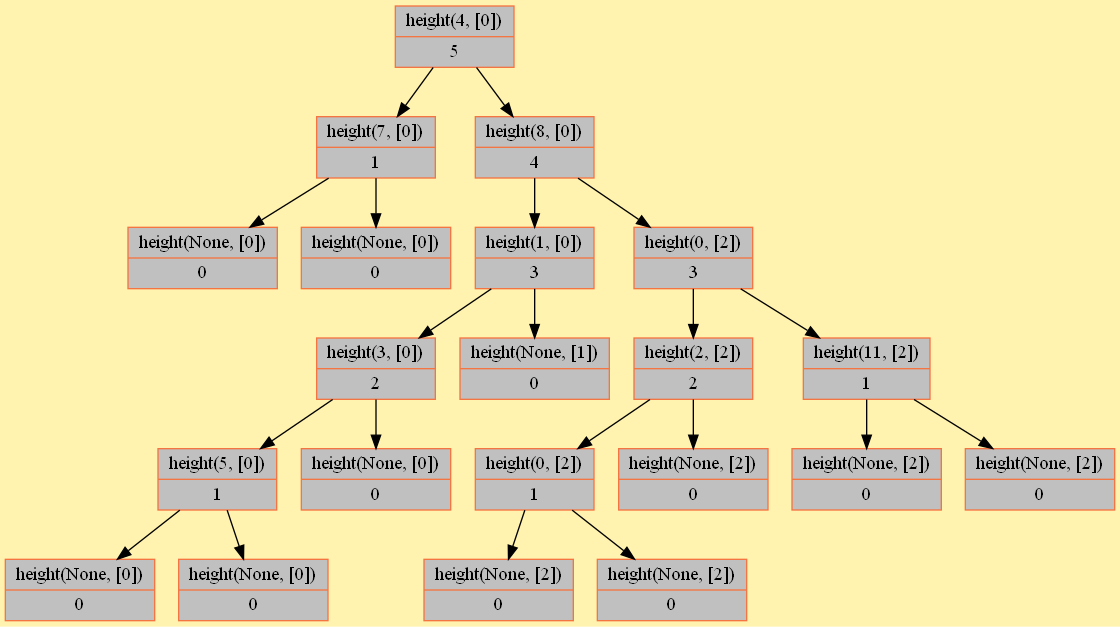 height(4, [0])
5
height(7, [0])
1
height(8, [0])
4
height(None, [0])
0
height(None, [0])
0
height(1, [0])
3
height(0, [2])
3
height(3, [0])
2
height(None, [1])
0
height(2, [2])
2
height(11, [2])
1
height(5, [0])
1
height(None, [0])
0
height(0, [2])
1
height(None, [2])
0
height(None, [2])
0
height(None, [2])
0
height(None, [0])
0
height(None, [0])
0
height(None, [2])
0
height(None, [2])
0